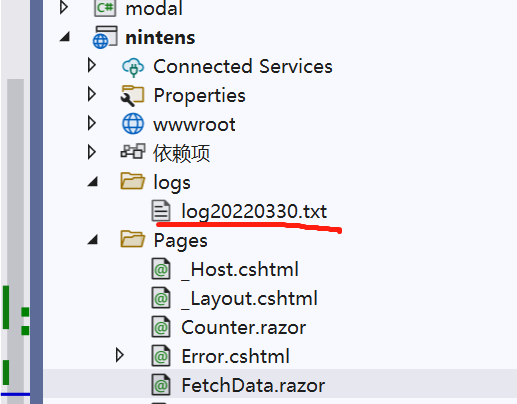 modal
nintens
Connected Services
Properties
wwwroot
依赖项
logs
log20220330.txt
Pages
_Host.cshtml
_Layout.cshtml
Counter.razor
Error.cshtml
FetchData.razor